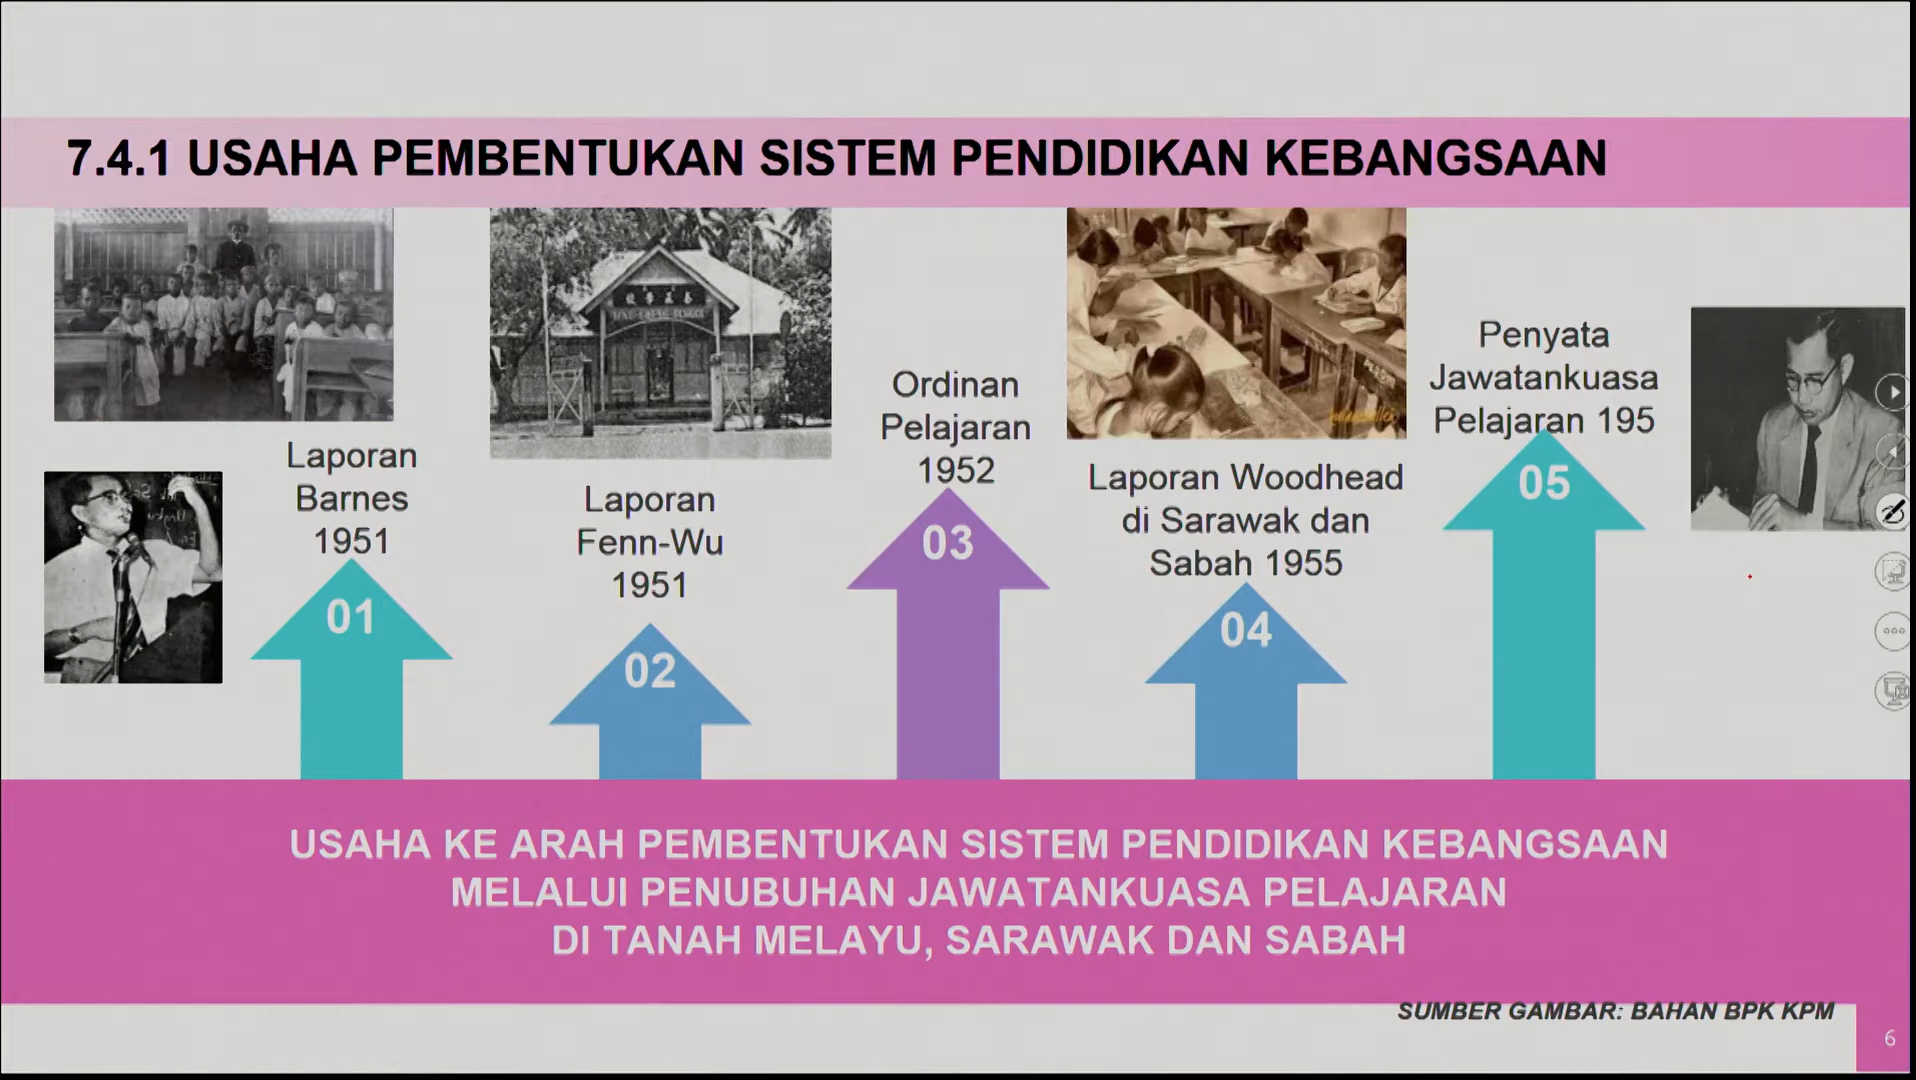 7.4.1 USAHA PEMBENTUKAN SISTEM PENDIDIKAN KEBANGSAAN
Laporan
Barnes
1951
01
Laporan
Fenn-Wu
1951
02
Ordinan
Pelajaran
1952
03
Laporan Woodhead
di Sarawak dan
Sabah 1955
04
Penyata
Jawatankuasa
Pelajaran 195
05
USAHA KE ARAH PEMBENTUKAN SISTEM PENDIDIKAN KEBANGSAAN
MELALUI PENUBUHAN JAWATANKUASA PELAJARAN
DI TANAH MELAYU, SARAWAK DAN SABAH
SUMBER GAMBAR: BAHAN BPK KPM
6